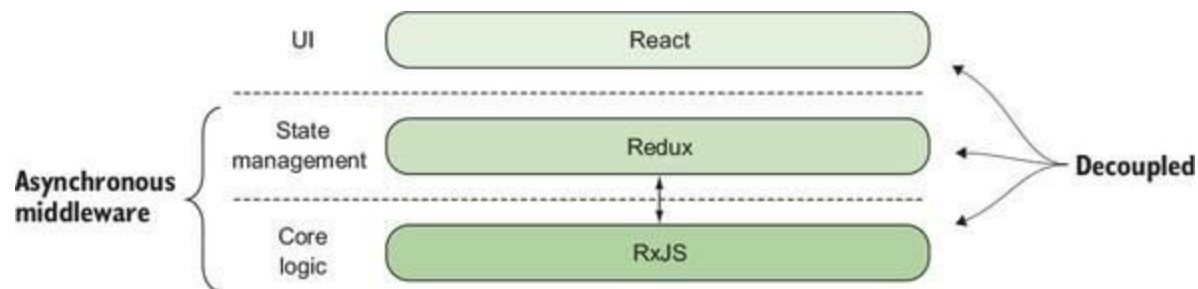 UI
React
State
management
Redux
Asynchronous
middleware
Decoupled
Core
logic
RxJS